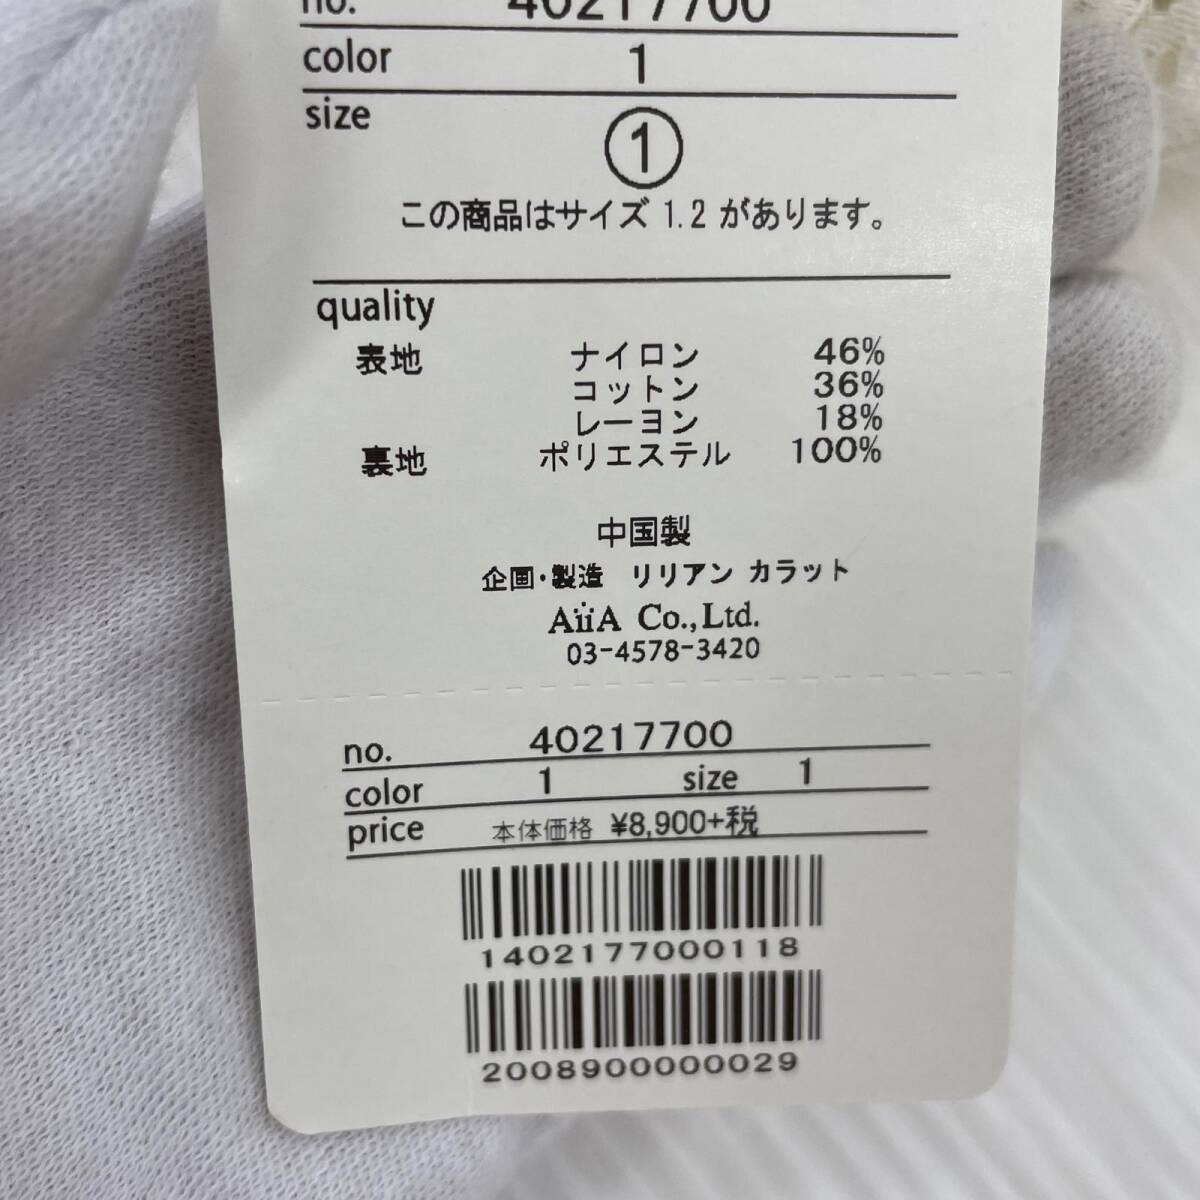 no. 40217700
color 1
size ①
この商品はサイズ 1.2 があります。
quality
表地 ナイロン 46%
コットン 36%
レーヨン 18%
裏地 ポリエステル 100%
中国製
企画・製造 リリアン カラット
AiiA Co.,Ltd.
03-4578-3420
no. 40217700
color 1 size 1
price 本体価格 ¥8,900+税
1402177000118
2008900000029